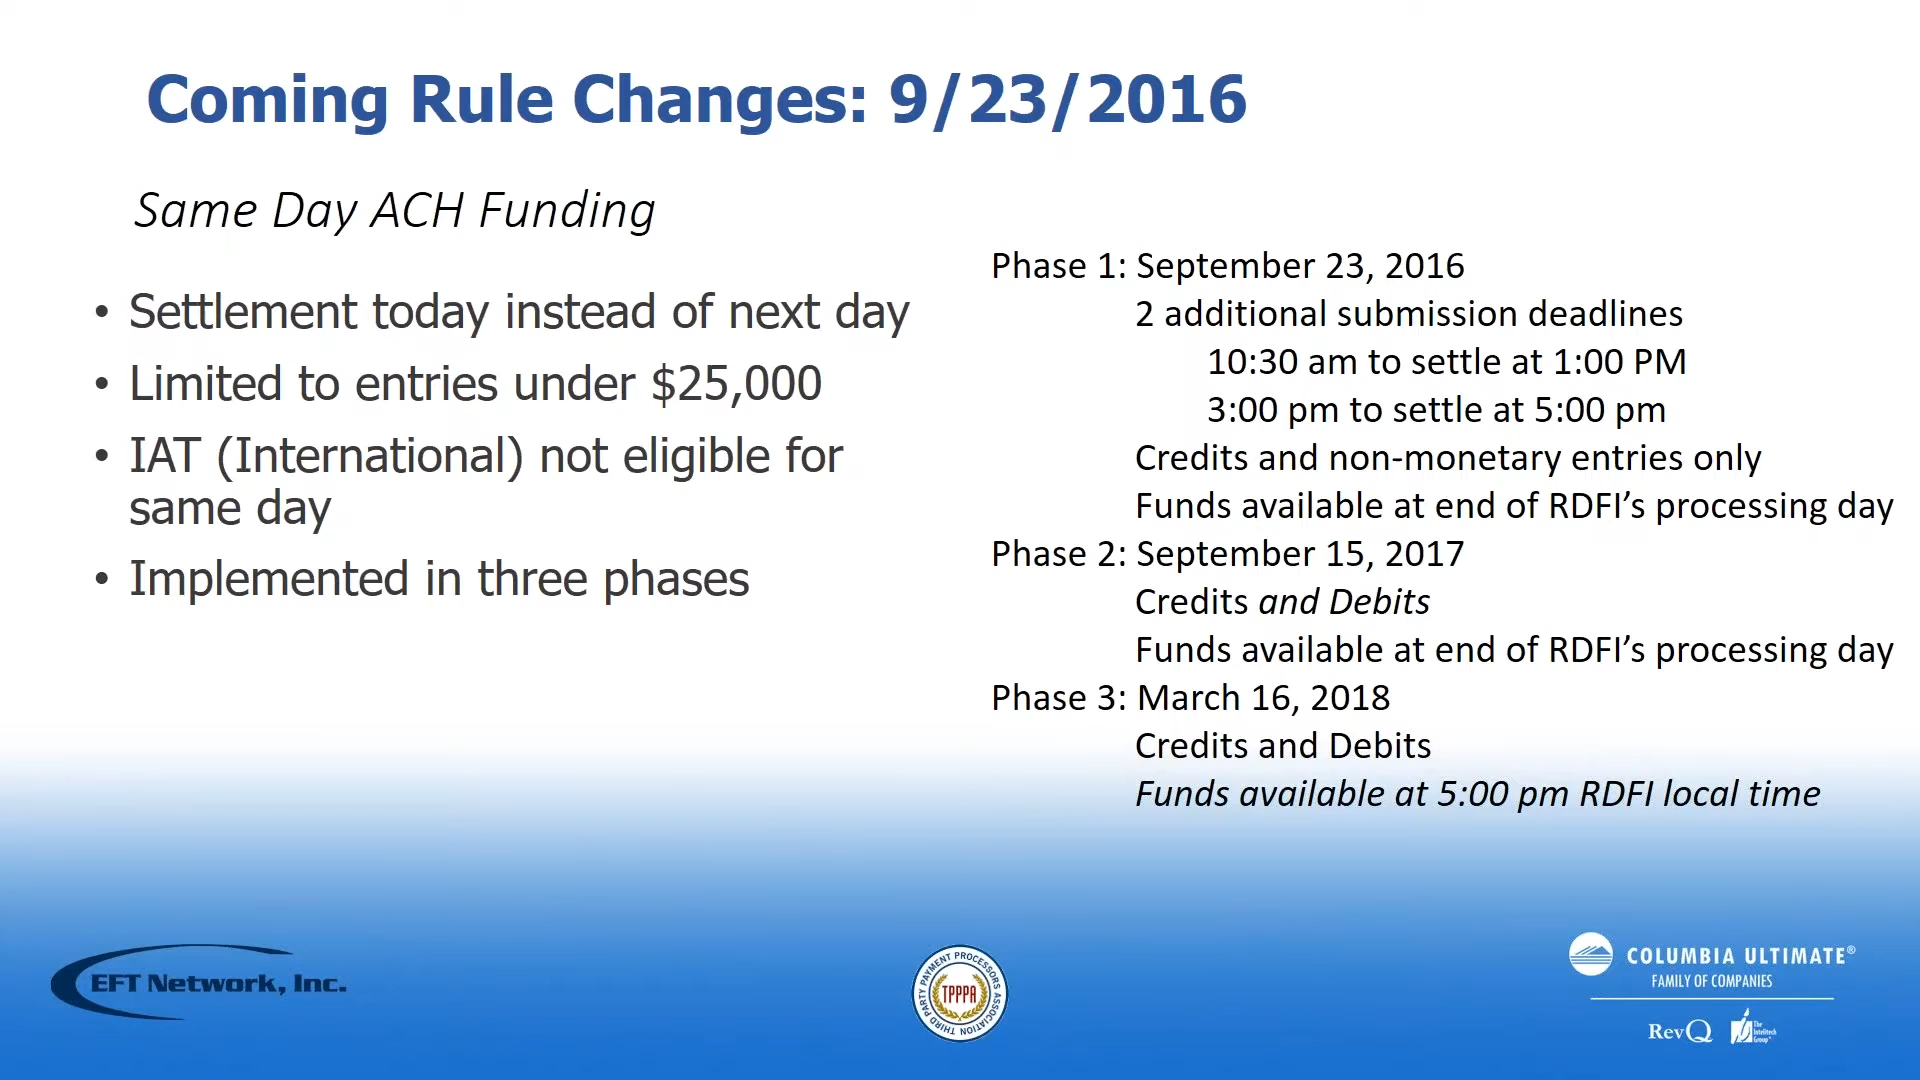 Coming Rule Changes: 9/23/2016
Same Day ACH Funding
• Settlement today instead of next day
• Limited to entries under $25,000
• IAT (International) not eligible for
same day
• Implemented in three phases
Phase 1: September 23, 2016
2 additional submission deadlines
10:30 am to settle at 1:00 PM
3:00 pm to settle at 5:00 pm
Credits and non-monetary entries only
Funds available at end of RDFI’s processing day
Phase 2: September 15, 2017
Credits and Debits
Funds available at end of RDFI’s processing day
Phase 3: March 16, 2018
Credits and Debits
Funds available at 5:00 pm RDFI local time
EFT Network, Inc.
THIRD PARTY PAYMENT PROCESSORS ASSOCIATION
TPPPA
COLUMBIA ULTIMATE®
FAMILY OF COMPANIES
RevQ
The
Intelitech
Group